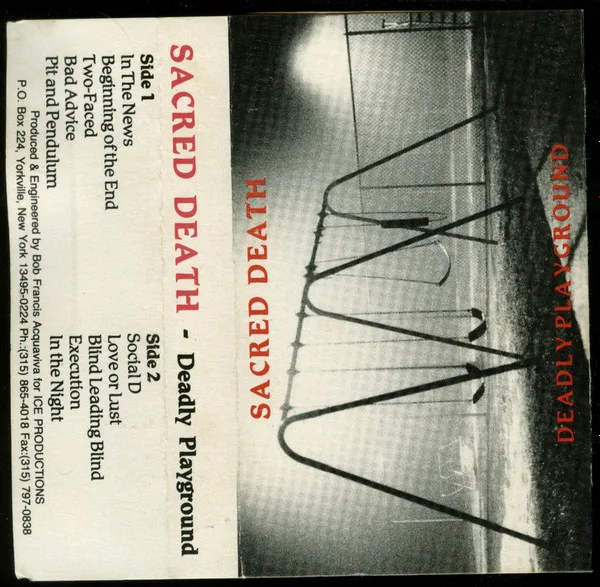 SACRED DEATH - Deadly Playground
Side 1
In The News
Beginning of the End
Two-Faced
Bad Advice
Pit and Pendulum
Side 2
Social D
Love or Lust
Blind Leading Blind
Execution
In the Night
Produced & Engineered by Bob Francis Acquaviva for ICE PRODUCTIONS
P.O. Box 224, Yorkville, New York 13495-0224 Ph.:(315) 865-4018 Fax:(315) 797-0838
SACRED DEATH
DEADLY PLAYGROUND